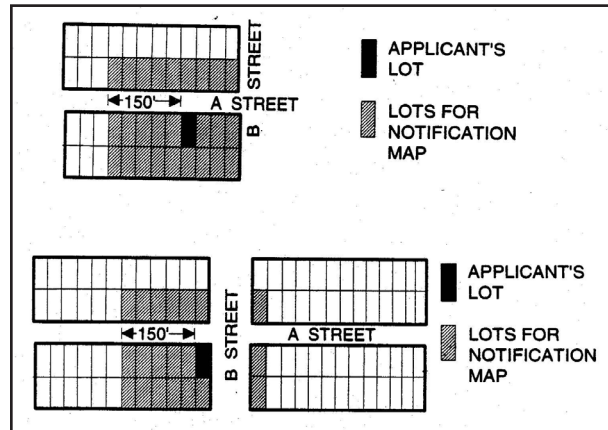 STREET
150'
A STREET
B
APPLICANT'S
LOT
LOTS FOR
NOTIFICATION
MAP
150'
B STREET
A STREET
APPLICANT'S
LOT
LOTS FOR
NOTIFICATION
MAP